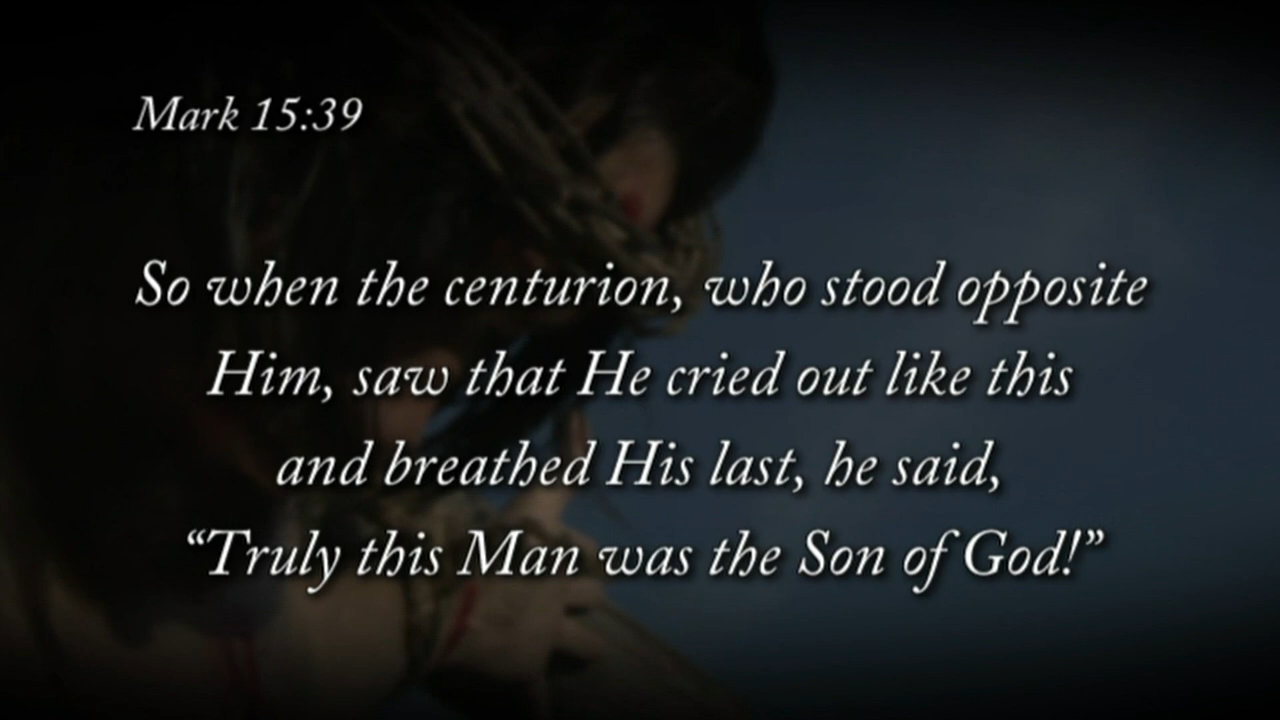 Mark 15:39
So when the centurion, who stood opposite
Him, saw that He cried out like this
and breathed His last, he said,
“Truly this Man was the Son of God!”